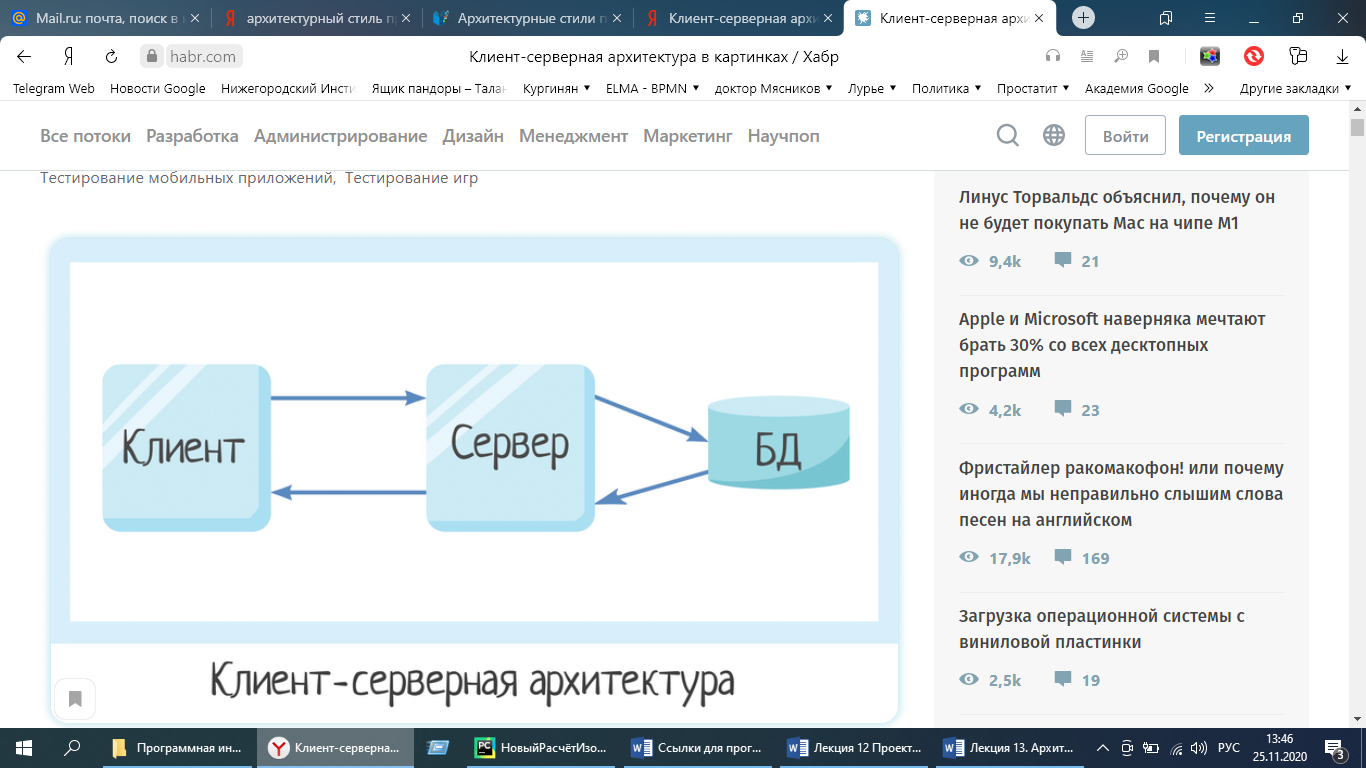 Mail.ru: почта, поиск в и
архитектурный стиль пр
Архитектурные стили п
Клиент-серверная архи
Клиент-серверная архи
habr.com
Клиент-серверная архитектура в картинках / Хабр
Telegram Web
Новости Google
Нижегородский Инсти
Ящик пандоры – Талан
Кургинян
ELMA - BPMN
доктор Мясников
Лурье
Политика
Простатит
Академия Google
Другие закладки
Все потоки
Разработка
Администрирование
Дизайн
Менеджмент
Маркетинг
Научпоп
Войти
Регистрация
Тестирование мобильных приложений, Тестирование игр
Клиент
Сервер
БД
Клиент-серверная архитектура
Линус Торвальдс объяснил, почему он
не будет покупать Mac на чипе M1
9,4k
21
Apple и Microsoft наверняка мечтают
брать 30% со всех десктопных
программ
4,2k
23
Фристайлер ракомакофон! или почему
иногда мы неправильно слышим слова
песен на английском
17,9k
169
Загрузка операционной системы с
виниловой пластинки
2,5k
19
Программная ин...
Клиент-серверна...
НовыйРасчётИзо...
Ссылки для прог...
Лекция 12 Проект...
Лекция 13. Архит...
РУС
13:46
25.11.2020
3